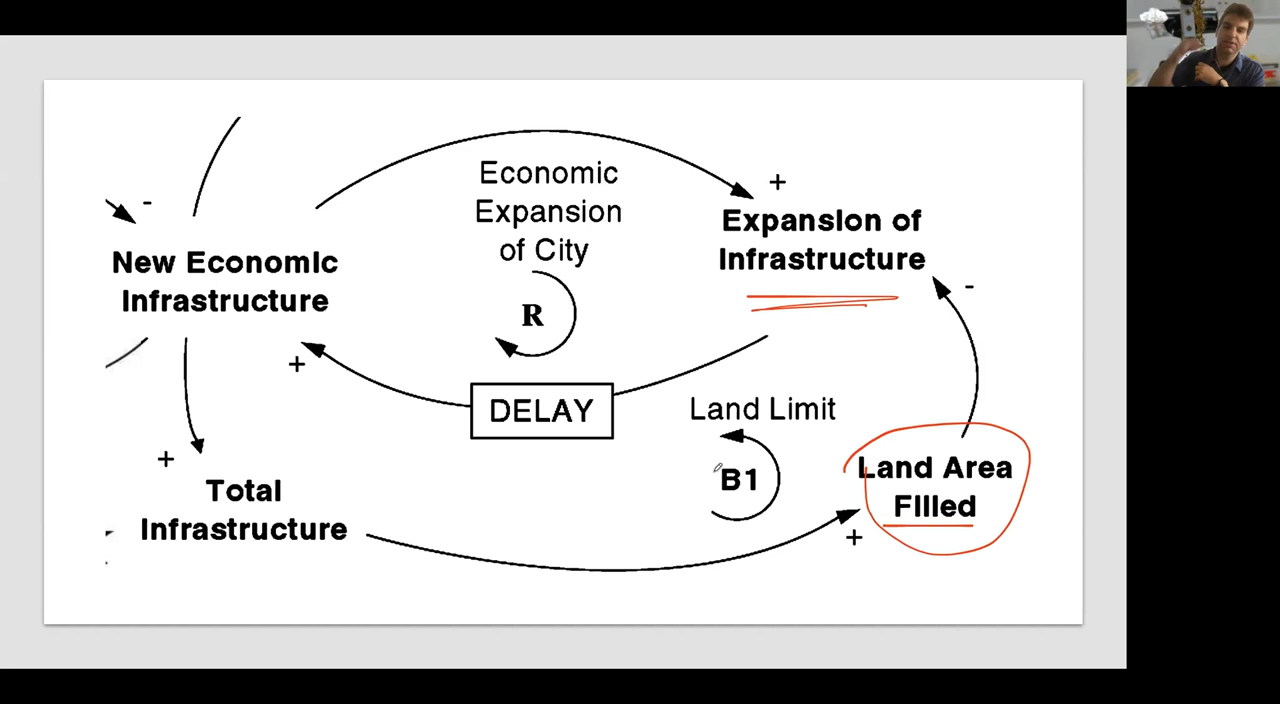 Economic
Expansion
of City
R
+
Expansion of
Infrastructure
-
New Economic
Infrastructure
-
+
DELAY
Land Limit
B1
Land Area
Filled
+
+
Total
Infrastructure